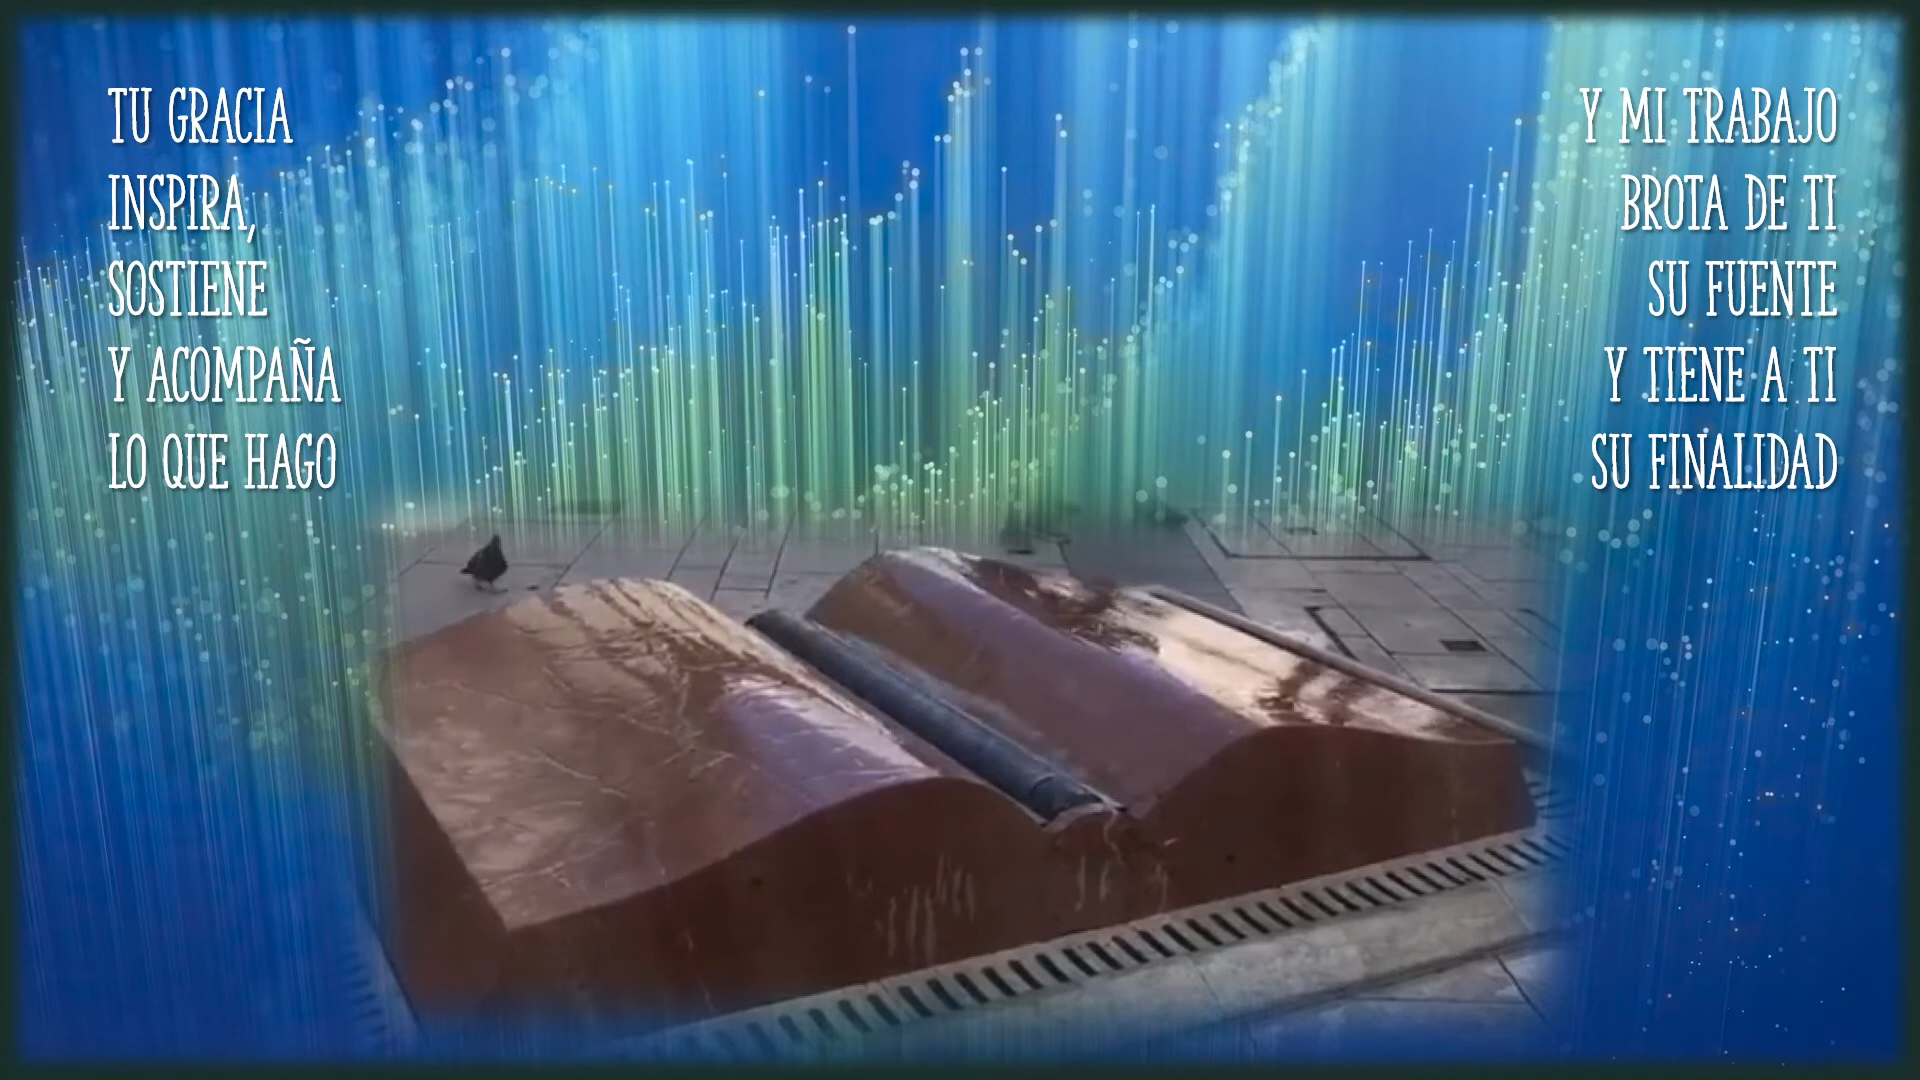 TU GRACIA
INSPIRA,
SOSTIENE
Y ACOMPAÑA
LO QUE HAGO
Y MI TRABAJO
BROTA DE TI
SU FUENTE
Y TIENE A TI
SU FINALIDAD